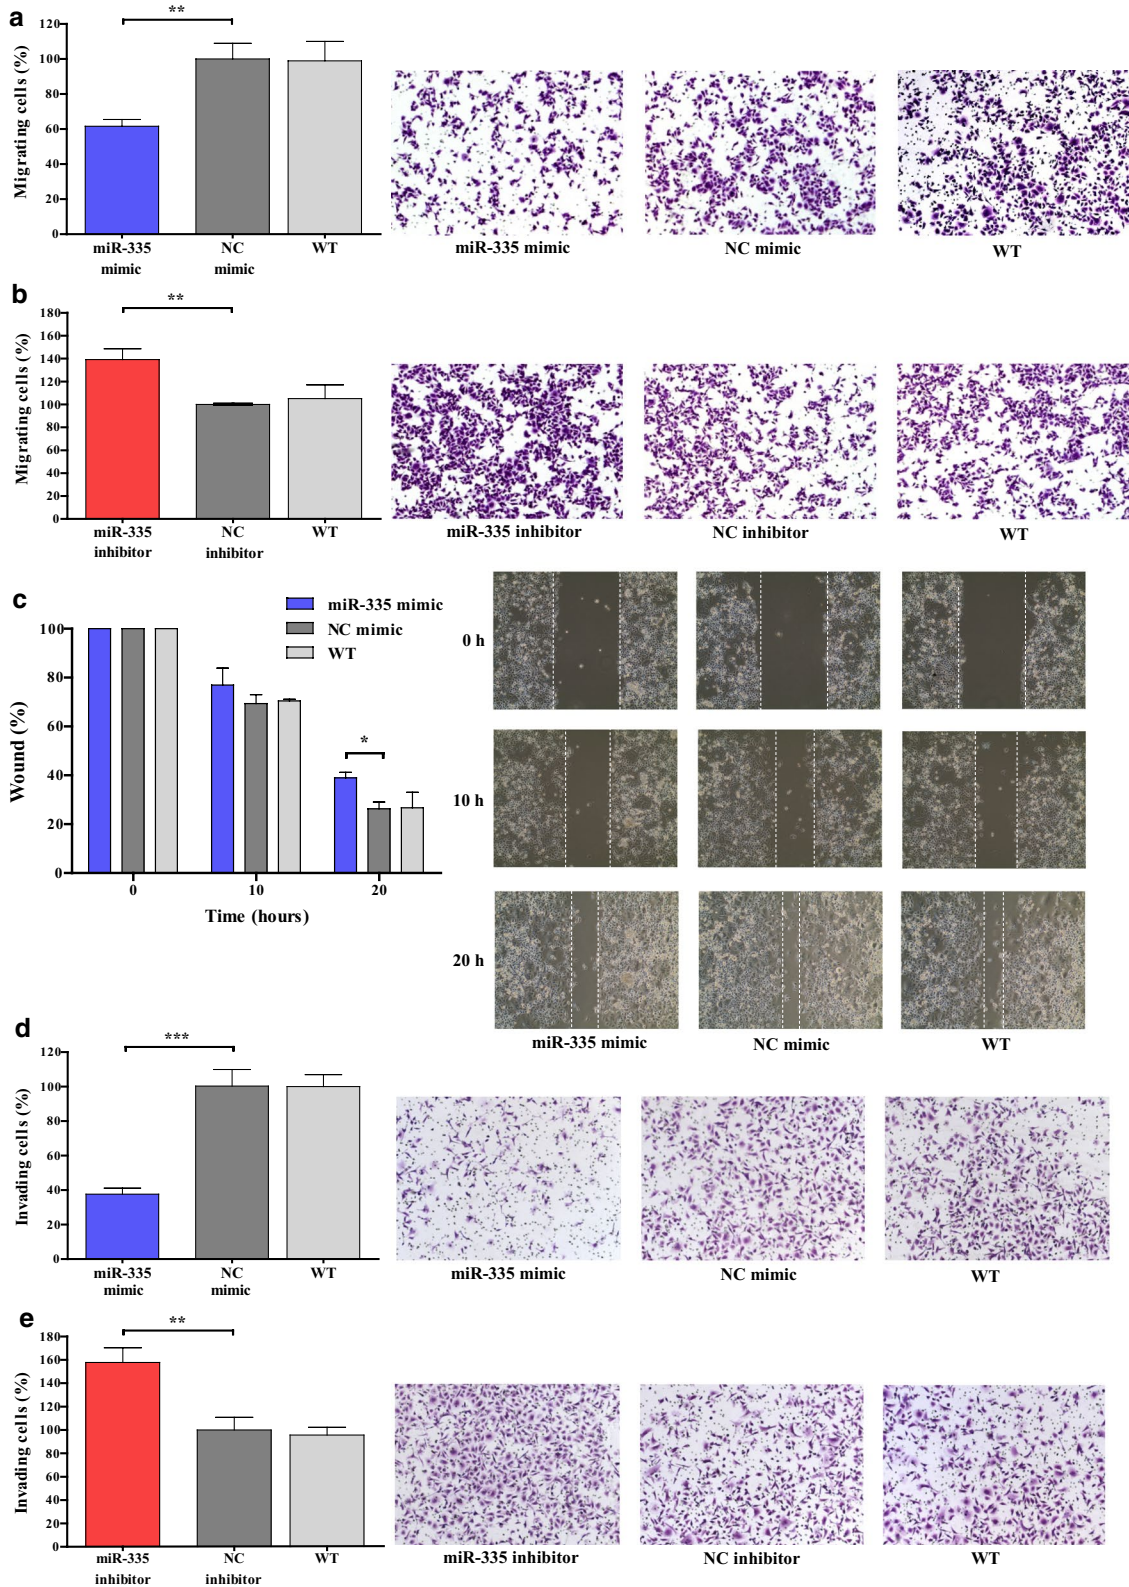 a
**
Migrating cells (%)
120
100
80
60
40
20
0
miR-335 mimic
NC mimic
WT
miR-335 mimic
NC mimic
WT
b
**
Migrating cells (%)
180
160
140
120
100
80
60
40
20
0
miR-335 inhibitor
NC inhibitor
WT
miR-335 inhibitor
NC inhibitor
WT
c
miR-335 mimic
NC mimic
WT
Wound (%)
100
80
60
40
20
0
*
0
10
20
Time (hours)
0 h
10 h
20 h
miR-335 mimic
NC mimic
WT
d
***
Invading cells (%)
120
100
80
60
40
20
0
miR-335 mimic
NC mimic
WT
miR-335 mimic
NC mimic
WT
e
**
Invading cells (%)
180
160
140
120
100
80
60
40
20
0
miR-335 inhibitor
NC inhibitor
WT
miR-335 inhibitor
NC inhibitor
WT